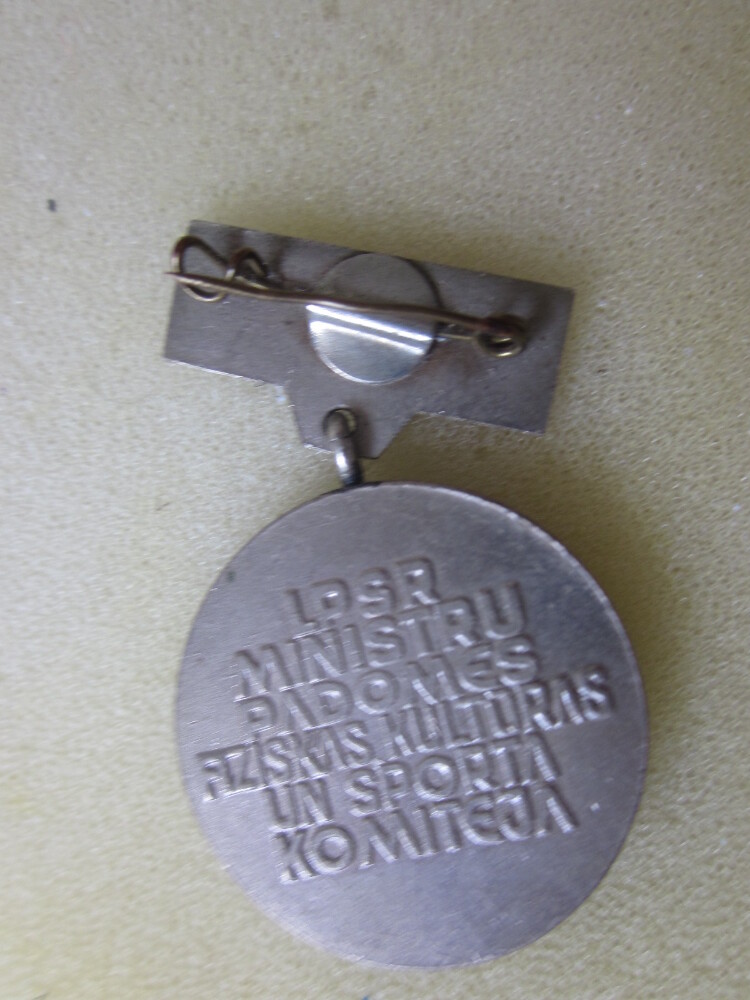 LPSR
MINISTRU
PADOMES
FIZISKAS KULTŪRAS
UN SPORTA
KOMITEJA